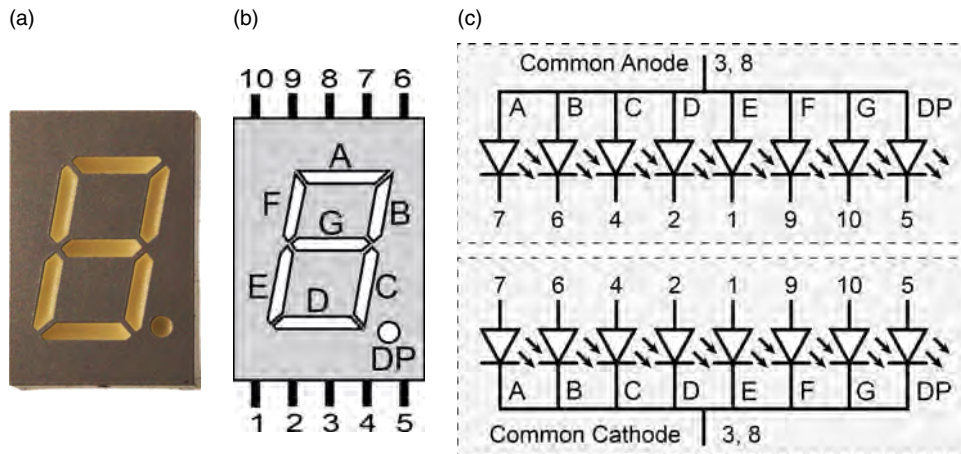 (a)
(b)
(c)
10 9 8 7 6
A
F
B
G
E
C
D
DP
1 2 3 4 5
Common Anode 3, 8
A B C D E F G DP
7 6 4 2 1 9 10 5
7 6 4 2 1 9 10 5
A B C D E F G DP
Common Cathode 3, 8